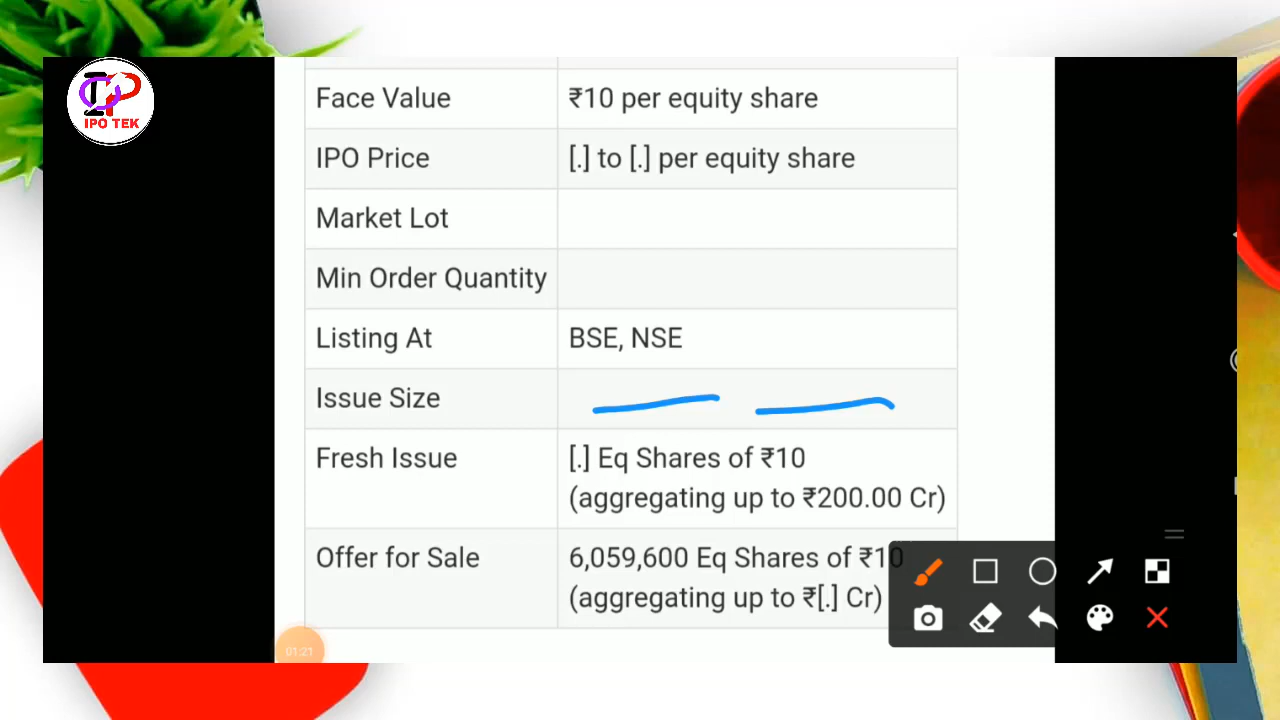 IPO TEK
Face Value ₹10 per equity share
IPO Price [.] to [.] per equity share
Market Lot
Min Order Quantity
Listing At BSE, NSE
Issue Size
Fresh Issue [.] Eq Shares of ₹10
(aggregating up to ₹200.00 Cr)
Offer for Sale 6,059,600 Eq Shares of ₹10
(aggregating up to ₹[.] Cr)
01:21